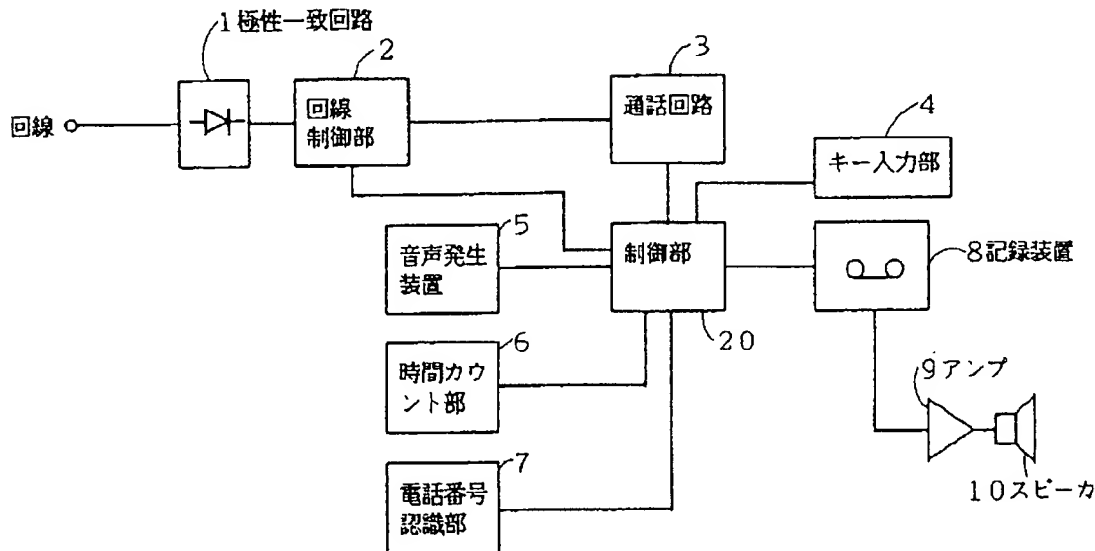 1極性一致回路
2
3
回線
回線
制御部
通話回路
4
キー入力部
5
音声発生
装置
制御部
8記録装置
20
6
時間カウ
ント部
9アンプ
7
電話番号
認識部
10スピーカ